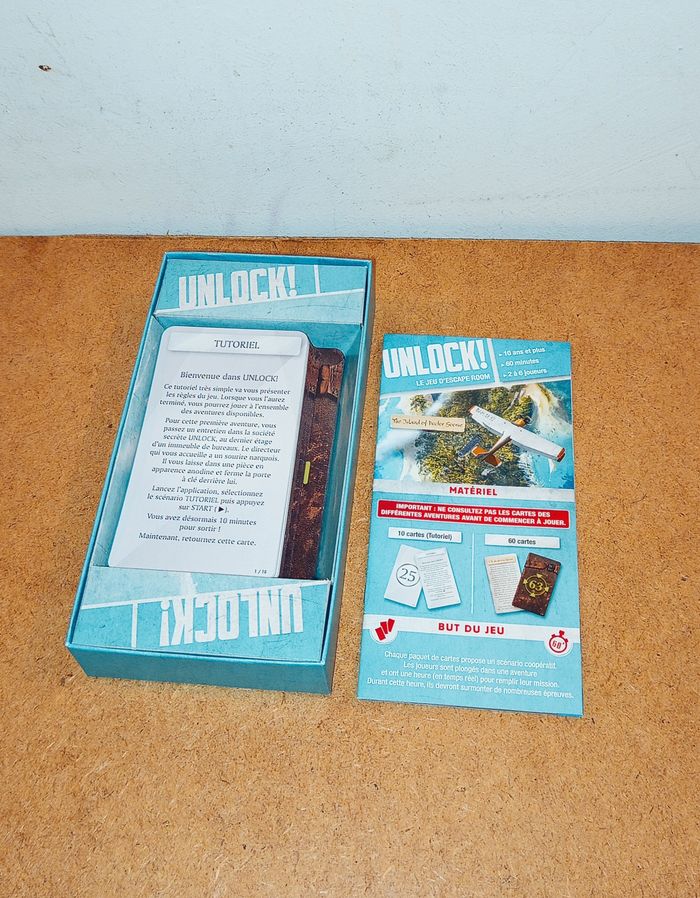 UNLOCK!
TUTORIEL
Bienvenue dans UNLOCK!
Ce tutoriel très simple va vous présenter
les règles du jeu. Lorsque vous l'aurez
terminé, vous pourrez jouer à l'ensemble
des aventures disponibles.
Pour cette première aventure, vous
passez un entretien dans la société
secrète UNLOCK, au dernier étage
d'un immeuble de bureaux. Le directeur
qui vous accueille a un sourire narquois.
Il vous laisse dans une pièce en
apparence anodine et ferme la porte
à clé derrière lui.
Lancez l'application, sélectionnez
le scénario TUTORIEL puis appuyez
sur START (▶).
Vous avez désormais 10 minutes
pour sortir !
Maintenant, retournez cette carte.
1 / 10
UNLOCK!
UNLOCK!
LE JEU D'ESCAPE ROOM
- 10 ans et plus
- 60 minutes
- 2 à 6 joueurs
The Island of Doctor Goorse
MATÉRIEL
IMPORTANT : NE CONSULTEZ PAS LES CARTES DES
DIFFÉRENTES AVENTURES AVANT DE COMMENCER À JOUER.
10 cartes (Tutoriel)
60 cartes
25
63
BUT DU JEU
60'
Chaque paquet de cartes propose un scénario coopératif.
Les joueurs sont plongés dans une aventure
et ont une heure (en temps réel) pour remplir leur mission.
Durant cette heure, ils devront surmonter de nombreuses épreuves.